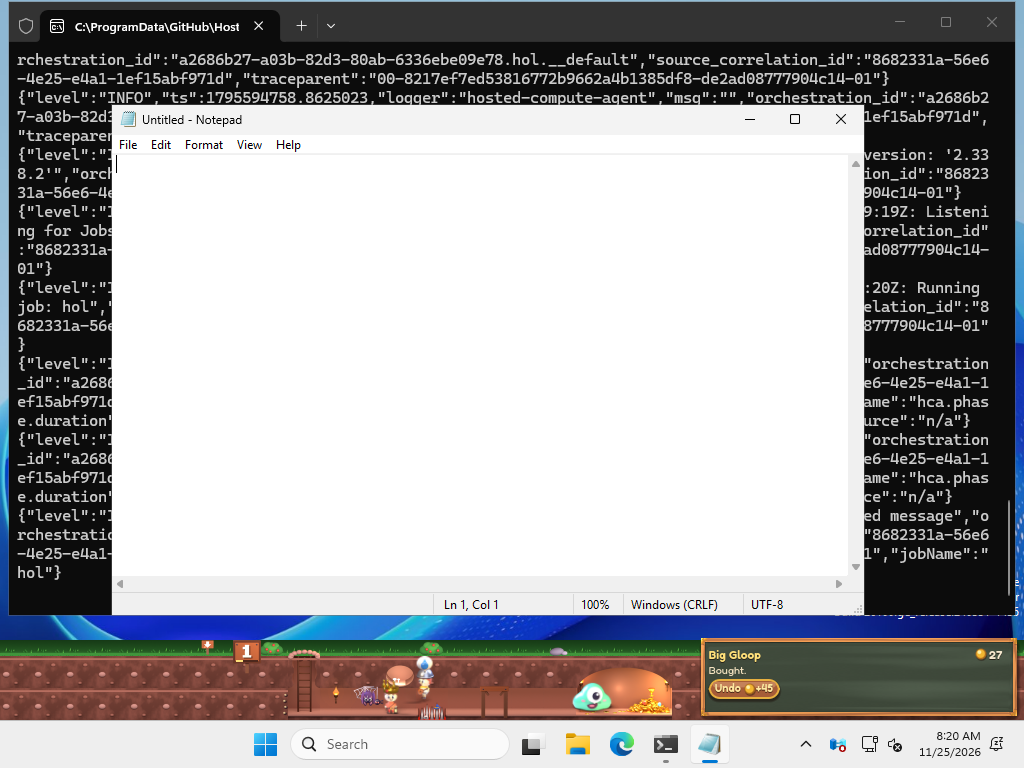 C:\ProgramData\GitHub\Host
rchestration_id":"a2686b27-a03b-82d3-80ab-6336ebe09e78.hol.__default","source_correlation_id":"8682331a-56e6
-4e25-e4a1-1ef15abf971d","traceparent":"00-8217ef7ed53816772b9662a4b1385df8-de2ad08777904c14-01"}
{"level":"INFO","ts":1795594758.8625023,"logger":"hosted-compute-agent","msg":"","orchestration_id":"a2686b2
7-a03b-82d3
1ef15abf971d",
Untitled - Notepad
"traceparen
File Edit Format View Help
{"level":" version: '2.33
8.2'","orch on_id":"86823
31a-56e6-4e 904c14-01"}
{"level":" 9:19Z: Listeni
ng for Jobs orrelation_id"
:"8682331a- ad08777904c14-
01"}
{"level":" :20Z: Running
job: hol"," elation_id":"8
682331a-56e 8777904c14-01"
}
{"level":" "orchestration
_id":"a2686 e6-4e25-e4a1-1
ef15abf971d ame":"hca.phas
e.duration" urce":"n/a"}
{"level":" "orchestration
_id":"a2686 e6-4e25-e4a1-1
ef15abf971d ame":"hca.phas
e.duration" ce":"n/a"}
{"level":" ed message","o
rchestratio "8682331a-56e6
-4e25-e4a1- 1","jobName":"
hol"}
Ln 1, Col 1 100% Windows (CRLF) UTF-8
1
Big Gloop 27
Bought.
Undo +45
Search
8:20 AM
11/25/2026